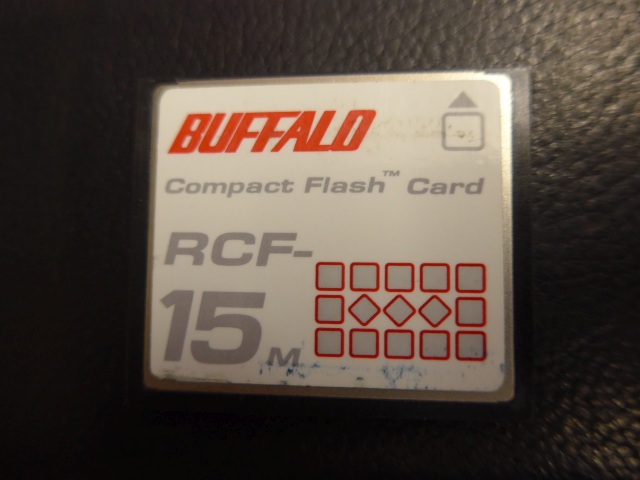 BUFFALO
Compact Flash™ Card
RCF-
15M